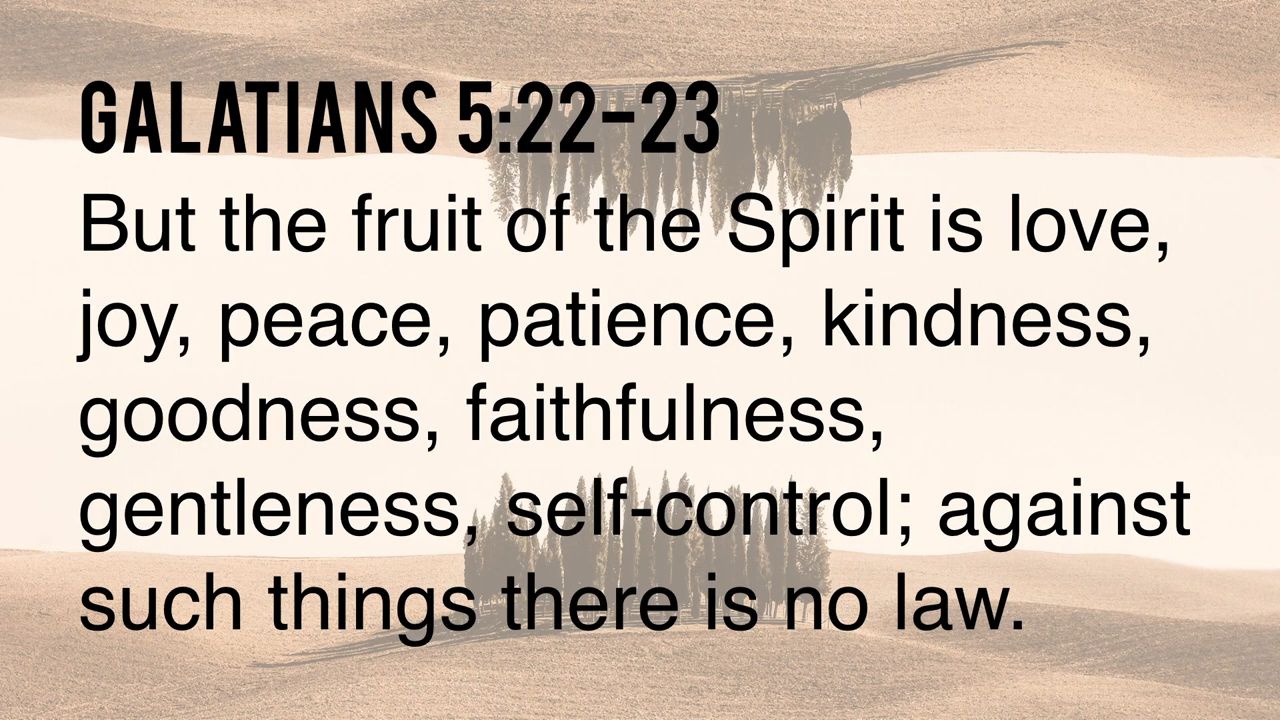 GALATIANS 5:22–23
But the fruit of the Spirit is love,
joy, peace, patience, kindness,
goodness, faithfulness,
gentleness, self-control; against
such things there is no law.